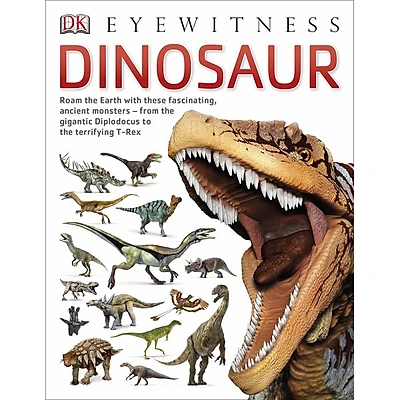 DK EYEWITNESS
DINOSAUR
Roam the Earth with these fascinating,
ancient monsters – from the
gigantic Diplodocus to
the terrifying T-Rex